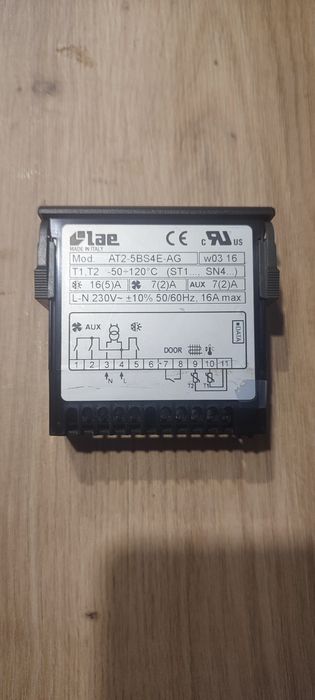 lae
MADE IN ITALY
CE c RU US
Mod. AT2-5BS4E-AG w03 16
T1,T2 -50÷120°C (ST1..., SN4...)
16(5)A 7(2)A AUX 7(2)A
L-N 230V~ ±10% 50/60Hz, 16A max
AUX
DATA
DOOR
1 2 3 4 5 6 7 8 9 10 11
N L
T2 T1